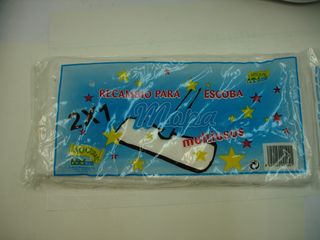 RECAMBIO PARA ESCOBA
Mopa
2X1
multiusos